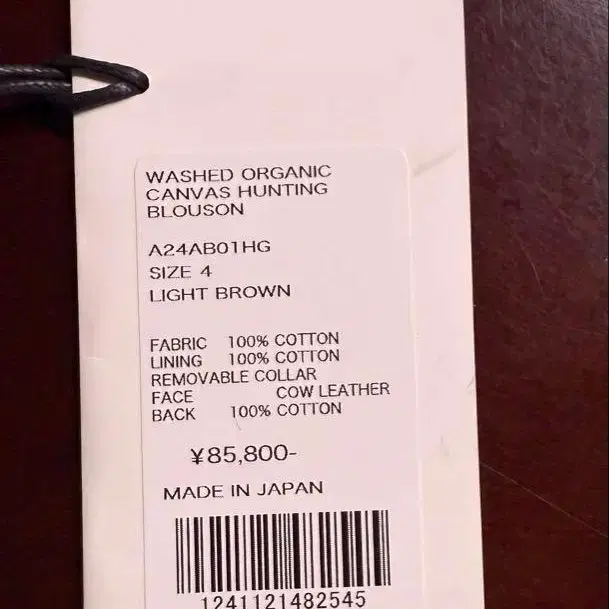 WASHED ORGANIC
CANVAS HUNTING
BLOUSON
A24AB01HG
SIZE 4
LIGHT BROWN
FABRIC 100% COTTON
LINING 100% COTTON
REMOVABLE COLLAR
FACE COW LEATHER
BACK 100% COTTON
¥85,800-
MADE IN JAPAN
1241121482545